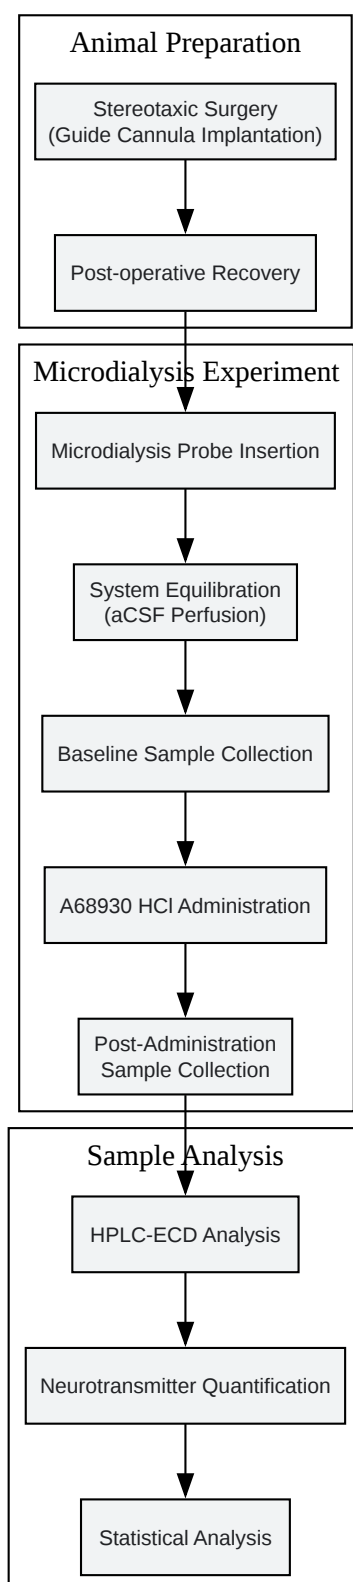 Animal Preparation
Stereotaxic Surgery
(Guide Cannula Implantation)
Post-operative Recovery
Microdialysis Experiment
Microdialysis Probe Insertion
System Equilibration
(aCSF Perfusion)
Baseline Sample Collection
A68930 HCl Administration
Post-Administration
Sample Collection
Sample Analysis
HPLC-ECD Analysis
Neurotransmitter Quantification
Statistical Analysis